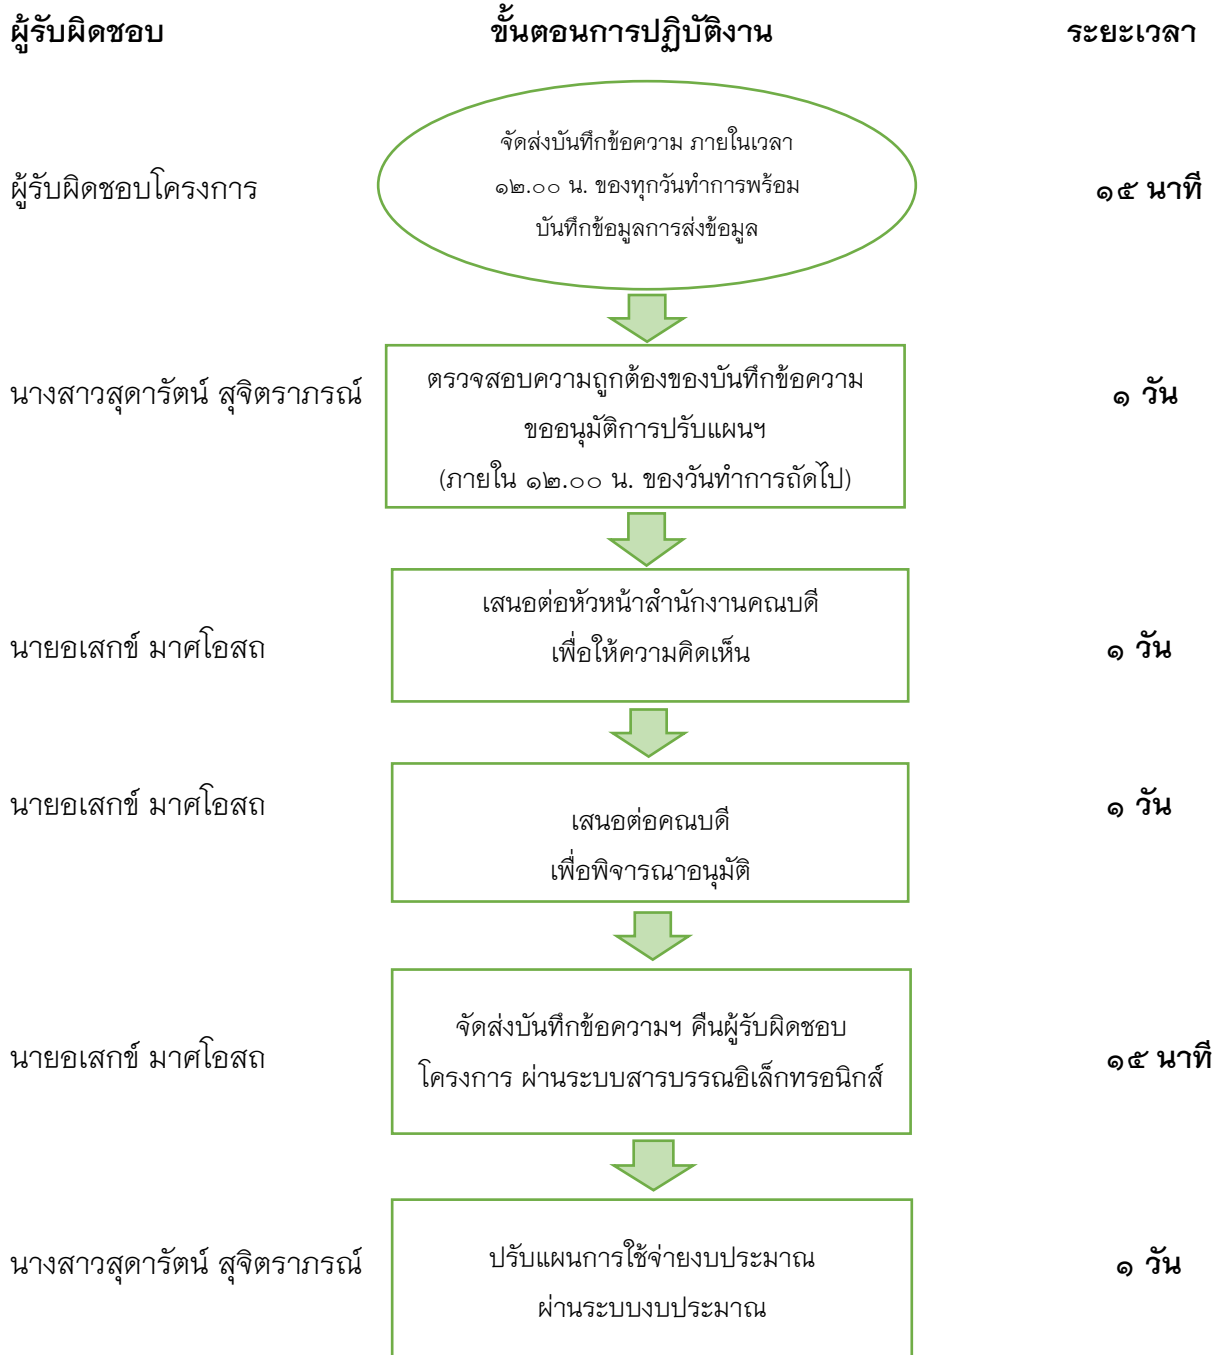 ผู้รับผิดชอบ ขั้นตอนการปฏิบัติงาน ระยะเวลา
จัดส่งบันทึกข้อความ ภายในเวลา
ผู้รับผิดชอบโครงการ ๑๒.๐๐ น. ของทุกวันทำการพร้อม ๑๕ นาที
บันทึกข้อมูลการส่งข้อมูล
ตรวจสอบความถูกต้องของบันทึกข้อความ
นางสาวสุดารัตน์ สุจิตราภรณ์ ๑ วัน
ขออนุมัติการปรับแผนฯ
(ภายใน ๑๒.๐๐ น. ของวันทำการถัดไป)
เสนอต่อหัวหน้าสำนักงานคณบดี
นายอเสกข์ มาศโอสถ เพื่อให้ความคิดเห็น ๑ วัน
นายอเสกข์ มาศโอสถ ๑ วัน
เสนอต่อคณบดี
เพื่อพิจารณาอนุมัติ
จัดส่งบันทึกข้อความฯ คืนผู้รับผิดชอบ
นายอเสกข์ มาศโอสถ ๑๕ นาที
โครงการ ผ่านระบบสารบรรณอิเล็กทรอนิกส์
นางสาวสุดารัตน์ สุจิตราภรณ์ ปรับแผนการใช้จ่ายงบประมาณ ๑ วัน
ผ่านระบบงบประมาณ